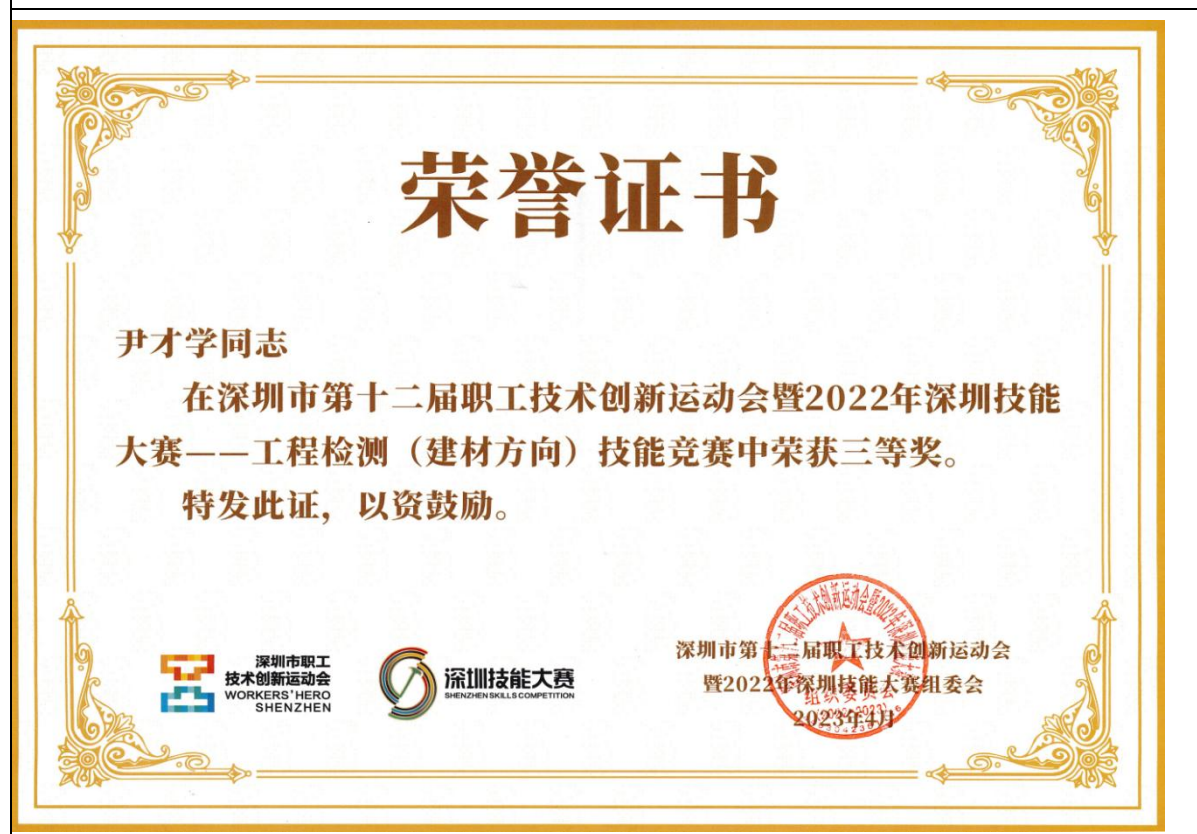 荣誉证书
尹才学同志
在深圳市第十二届职工技术创新运动会暨2022年深圳技能
大赛——工程检测（建材方向）技能竞赛中荣获三等奖。
特发此证，以资鼓励。
深圳市职工
技术创新运动会
WORKERS'HERO
SHENZHEN
深圳技能大赛
SHENZHEN SKILLS COMPETITION
深圳市第十二届职工技术创新运动会
暨2022年深圳技能大赛组委会
2023年4月
组织委员会